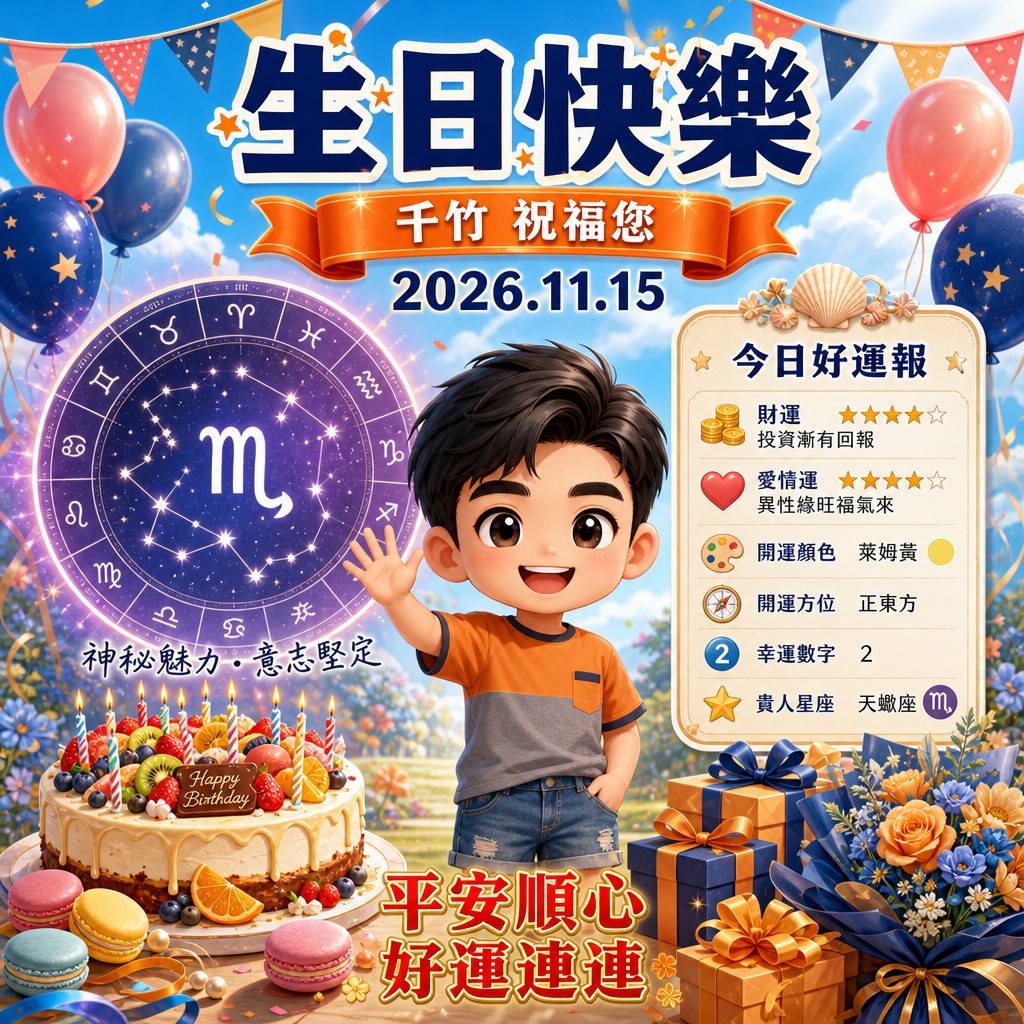 生日快樂
千竹 祝福您
2026.11.15
今日好運報
財運 ★★★★☆
投資漸有回報
愛情運 ★★★★☆
異性緣旺福氣來
開運顏色 萊姆黃
開運方位 正東方
2 幸運數字 2
貴人星座 天蠍座 ♏
神秘魅力·意志堅定
Happy
Birthday
平安順心
好運連連